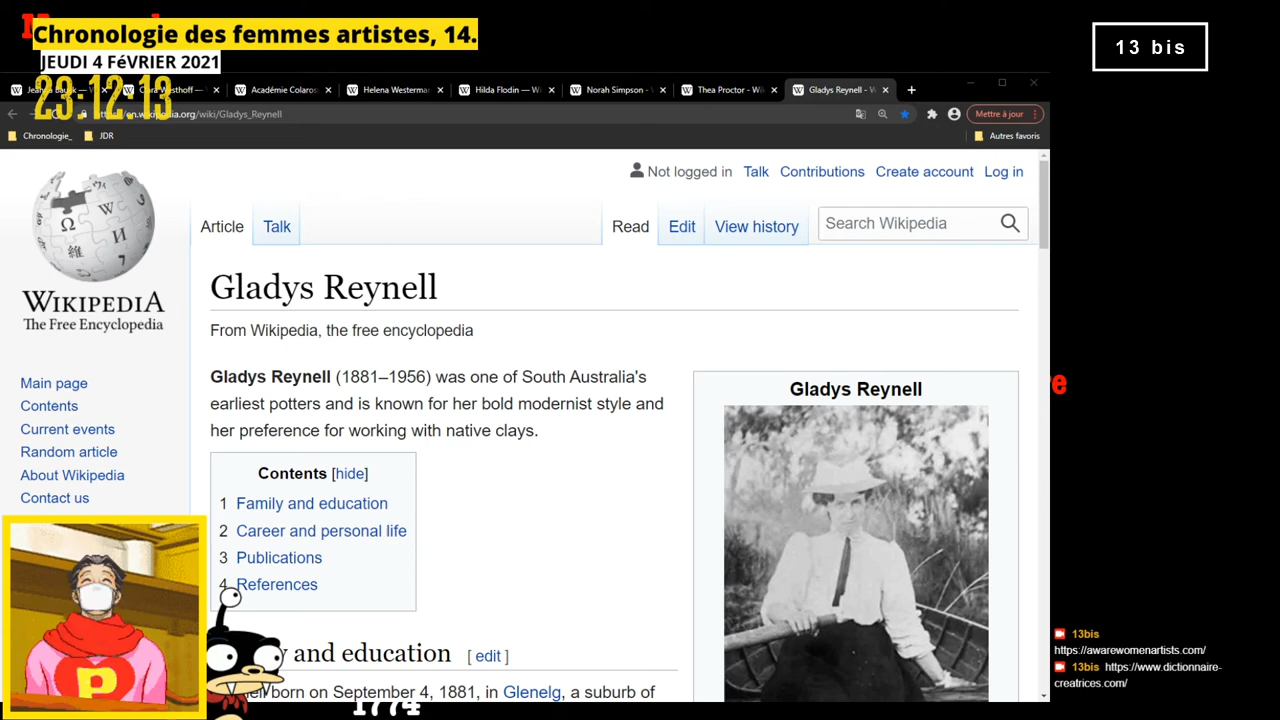 Chronologie des femmes artistes, 14.
JEUDI 4 FéVRIER 2021
23:12:13
13 bis
Académie Colaros
Helena Westerman
Hilda Flodin — Wi
Norah Simpson - W
Thea Proctor - Wik
Gladys Reynell - W
en.wikipedia.org/wiki/Gladys_Reynell
Mettre à jour
Chronologie_
JDR
Autres favoris
Not logged in Talk Contributions Create account Log in
Article Talk Read Edit View history Search Wikipedia
WIKIPEDIA
The Free Encyclopedia
Gladys Reynell
From Wikipedia, the free encyclopedia
Main page
Contents
Current events
Random article
About Wikipedia
Contact us
Gladys Reynell (1881–1956) was one of South Australia's
earliest potters and is known for her bold modernist style and
her preference for working with native clays.
Contents [hide]
1 Family and education
2 Career and personal life
3 Publications
4 References
and education [ edit ]
born on September 4, 1881, in Glenelg, a suburb of
Gladys Reynell
P
1774
13bis
https://awarewomenartists.com/
13bis https://www.dictionnaire-
creatrices.com/